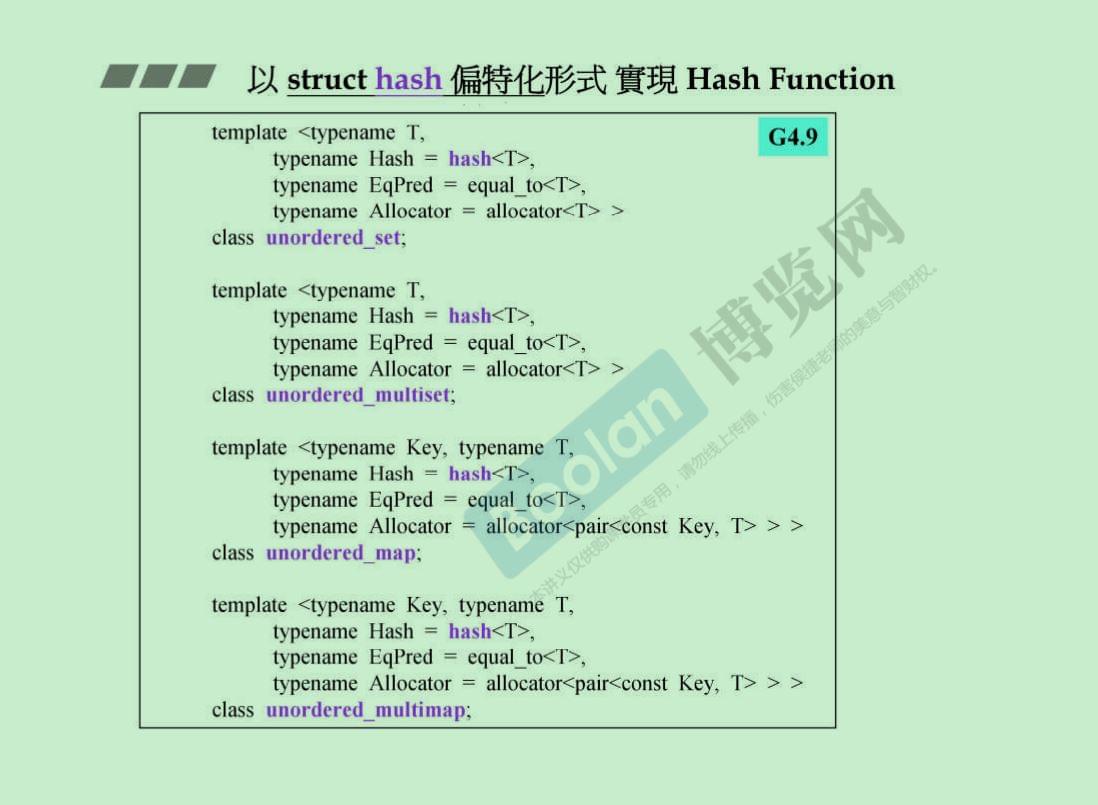 以 struct hash 偏特化形式 實現 Hash Function
G4.9
template <typename T,
typename Hash = hash<T>,
typename EqPred = equal_to<T>,
typename Allocator = allocator<T> >
class unordered_set;
template <typename T,
typename Hash = hash<T>,
typename EqPred = equal_to<T>,
typename Allocator = allocator<T> >
class unordered_multiset;
template <typename Key, typename T,
typename Hash = hash<T>,
typename EqPred = equal_to<T>,
typename Allocator = allocator<pair<const Key, T> > >
class unordered_map;
template <typename Key, typename T,
typename Hash = hash<T>,
typename EqPred = equal_to<T>,
typename Allocator = allocator<pair<const Key, T> > >
class unordered_multimap;
Boolan 博览网
本讲义仅供购课学员专用，请勿线上传播，伤害侯捷老师的美意与智财权。